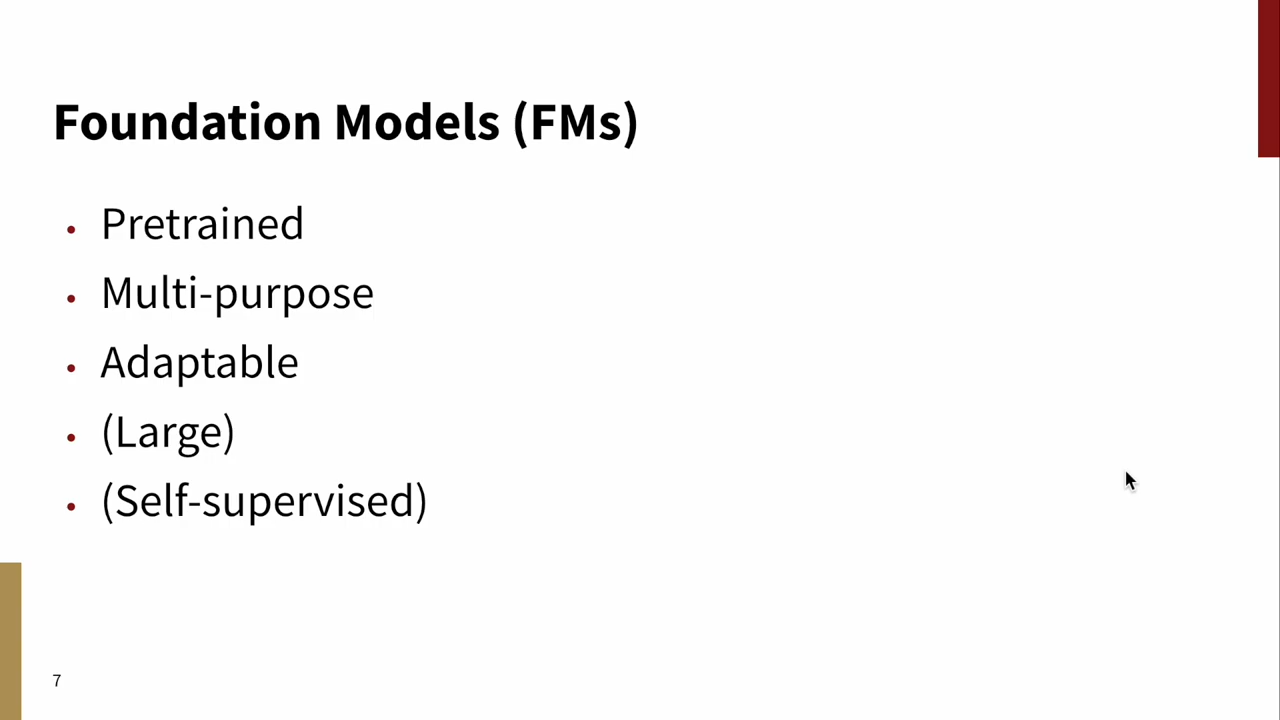 Foundation Models (FMs)
• Pretrained
• Multi-purpose
• Adaptable
• (Large)
• (Self-supervised)
7